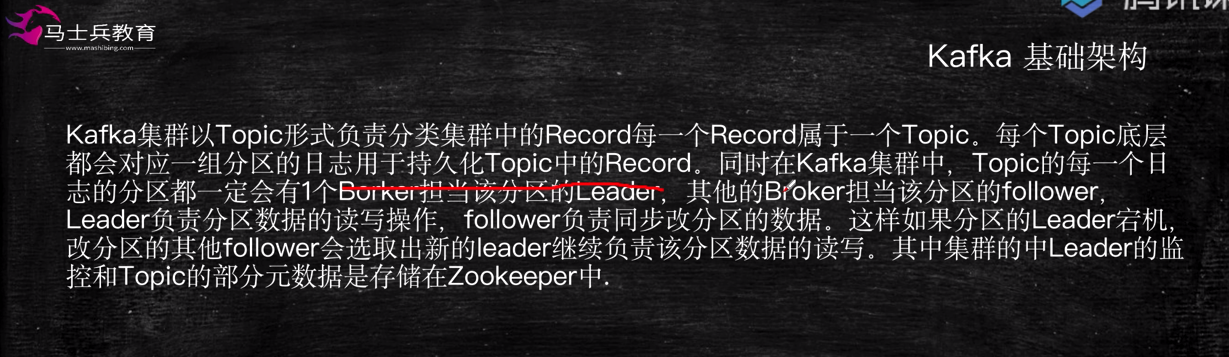 马士兵教育
www.mashibing.com
Kafka 基础架构
Kafka集群以Topic形式负责分类集群中的Record每一个Record属于一个Topic。每个Topic底层
都会对应一组分区的日志用于持久化Topic中的Record。同时在Kafka集群中，Topic的每一个日
志的分区都一定会有1个Borker担当该分区的Leader，其他的Broker担当该分区的follower，
Leader负责分区数据的读写操作，follower负责同步改分区的数据。这样如果分区的Leader宕机，
改分区的其他follower会选取出新的leader继续负责该分区数据的读写。其中集群的中Leader的监
控和Topic的部分元数据是存储在Zookeeper中.